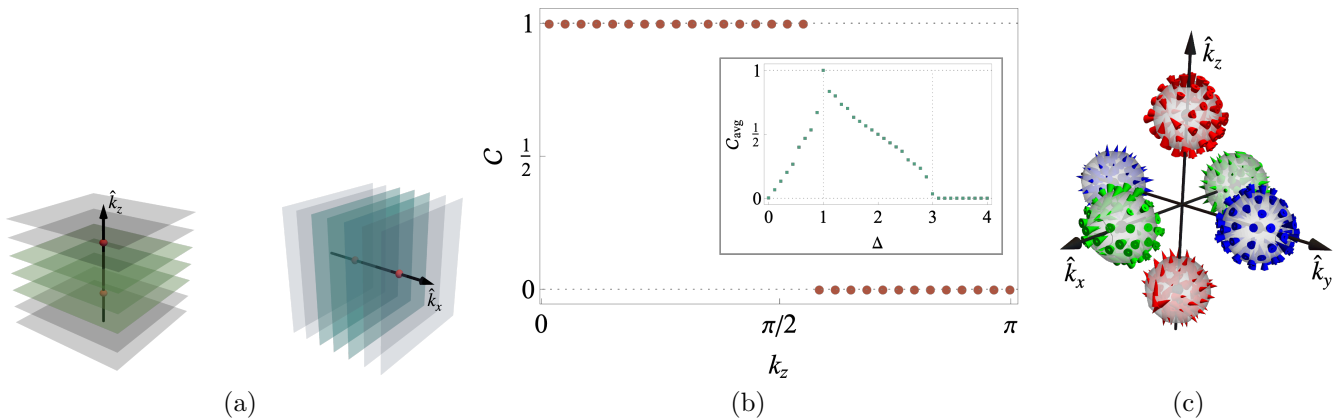 k̂_z
k̂_x
(a)
1
1/2
0
C
0
π/2
π
k_z
1
1/2
0
C_avg
0
1
2
3
4
Δ
(b)
k̂_z
k̂_x
k̂_y
(c)